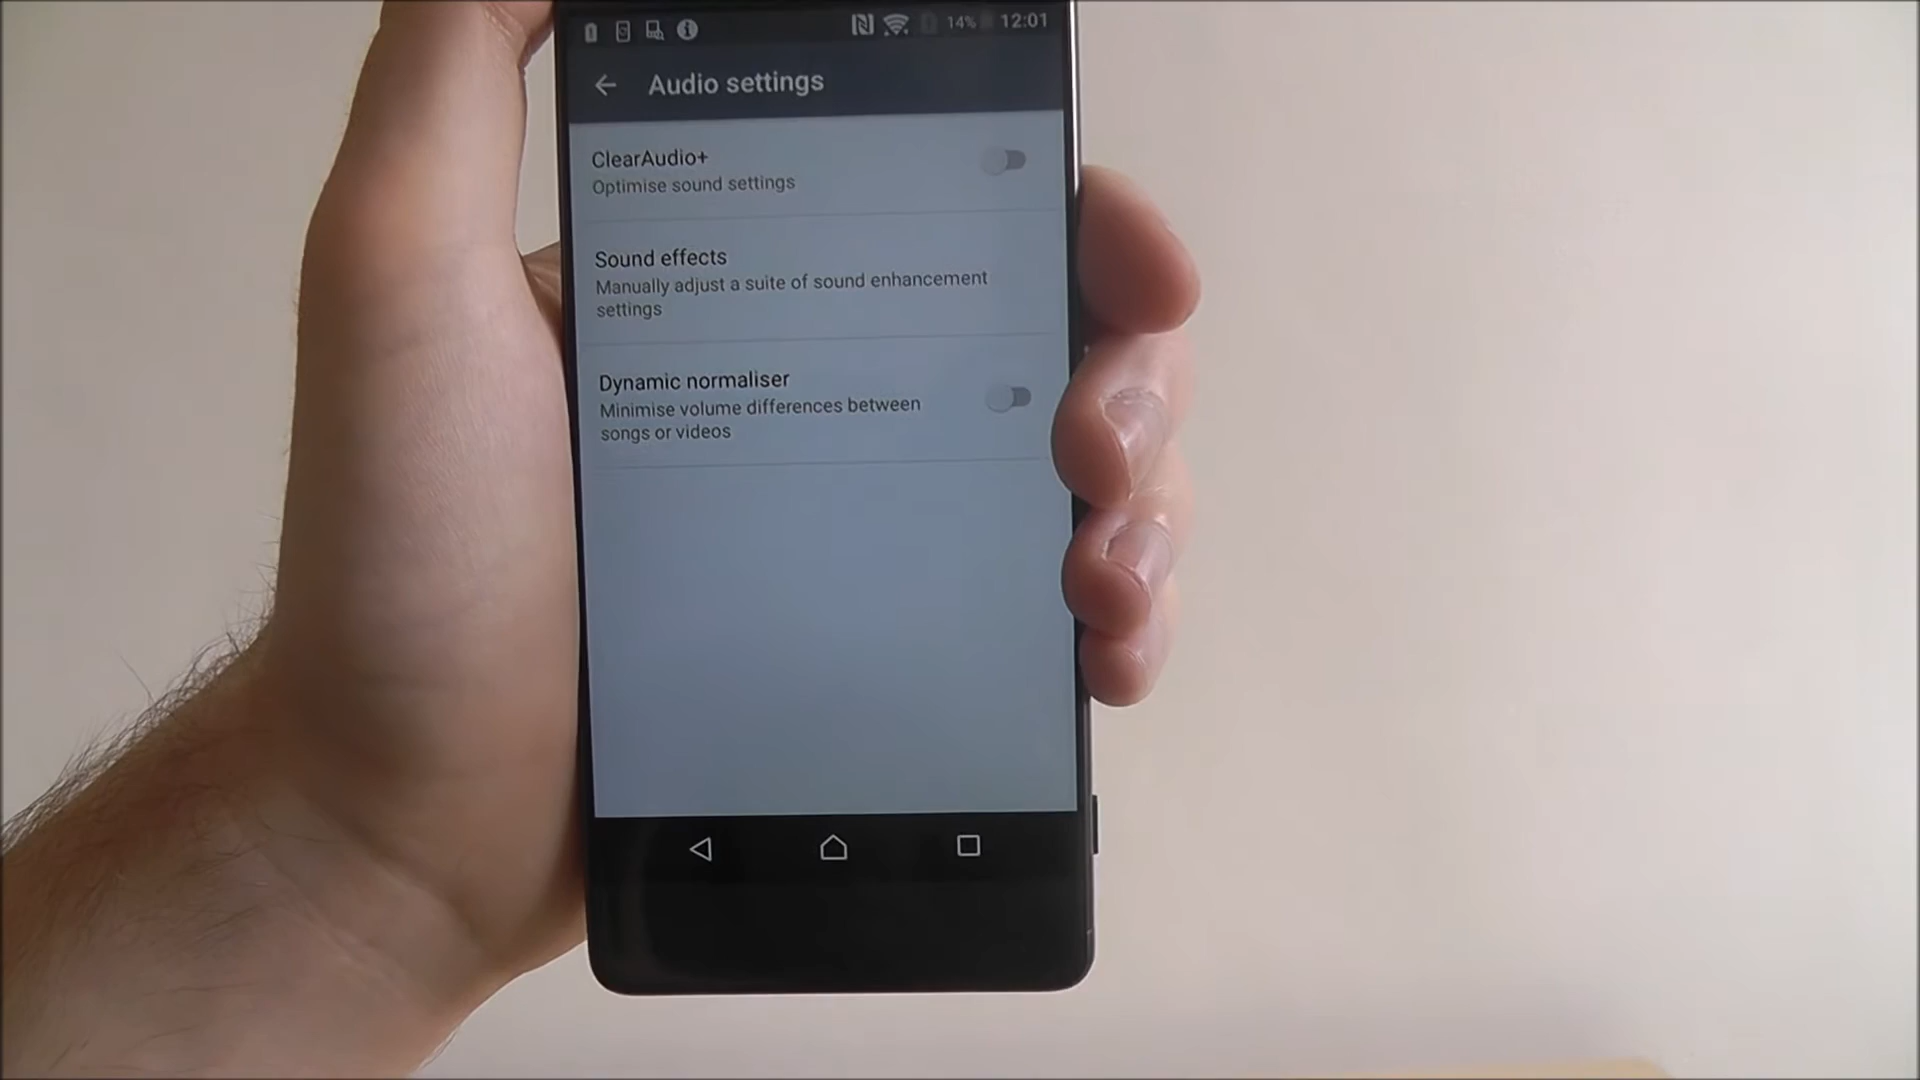 14% 12:01
Audio settings
ClearAudio+
Optimise sound settings
Sound effects
Manually adjust a suite of sound enhancement
settings
Dynamic normaliser
Minimise volume differences between
songs or videos